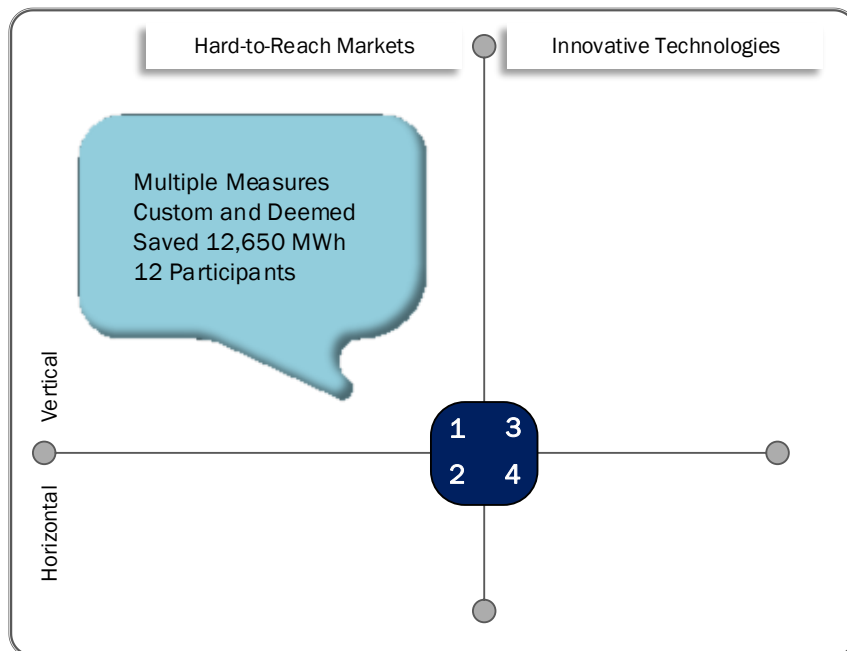 Hard-to-Reach Markets
Innovative Technologies
Multiple Measures
Custom and Deemed
Saved 12,650 MWh
12 Participants
Vertical
1 3
2 4
Horizontal